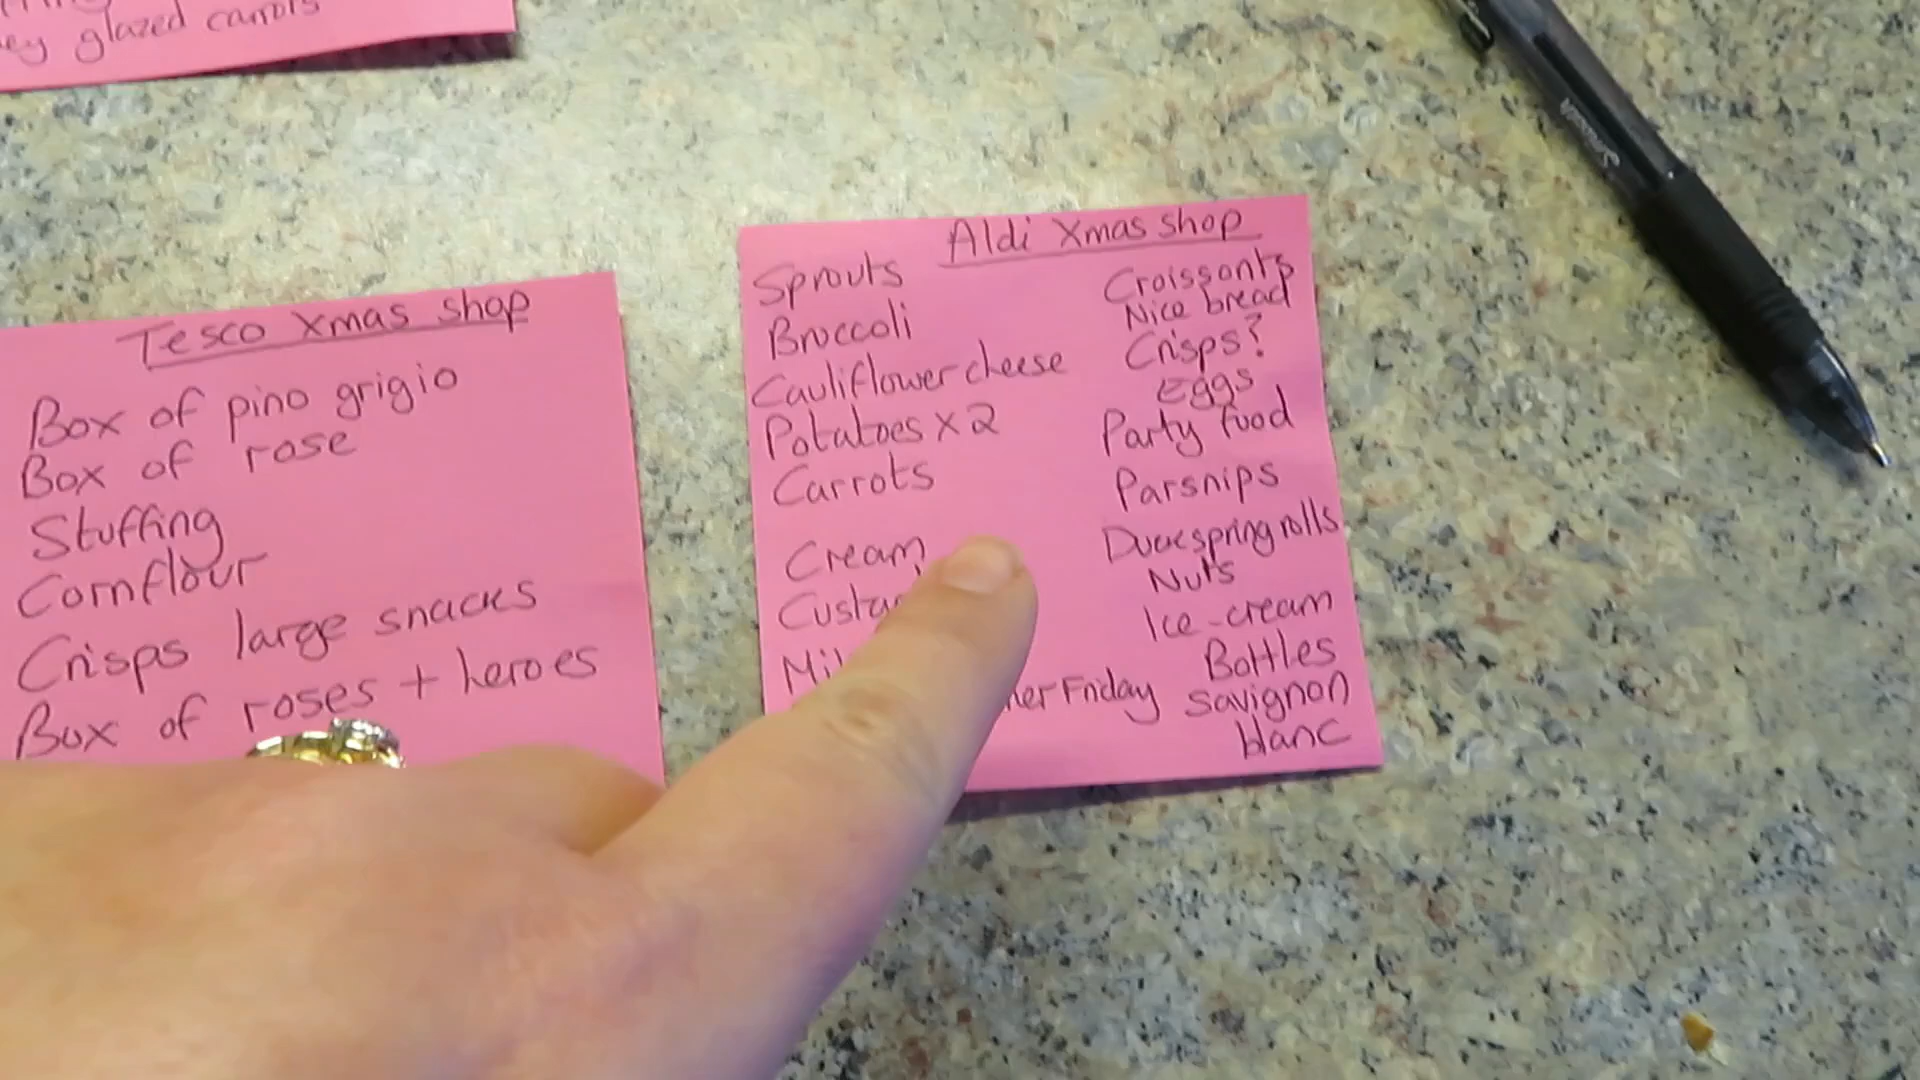 glazed carrots
Tesco Xmas shop
Box of pino grigio
Box of rose
Stuffing
Cornflour
Crisps large snacks
Box of roses + heroes
Aldi Xmas shop
Sprouts
Broccoli
Cauliflower cheese
Potatoes x 2
Carrots
Cream
Friday
Croissonts
Nice bread
Crisps?
Eggs
Party food
Parsnips
Duck spring rolls
Nuts
Ice-cream
Bottles
Savignon
blanc